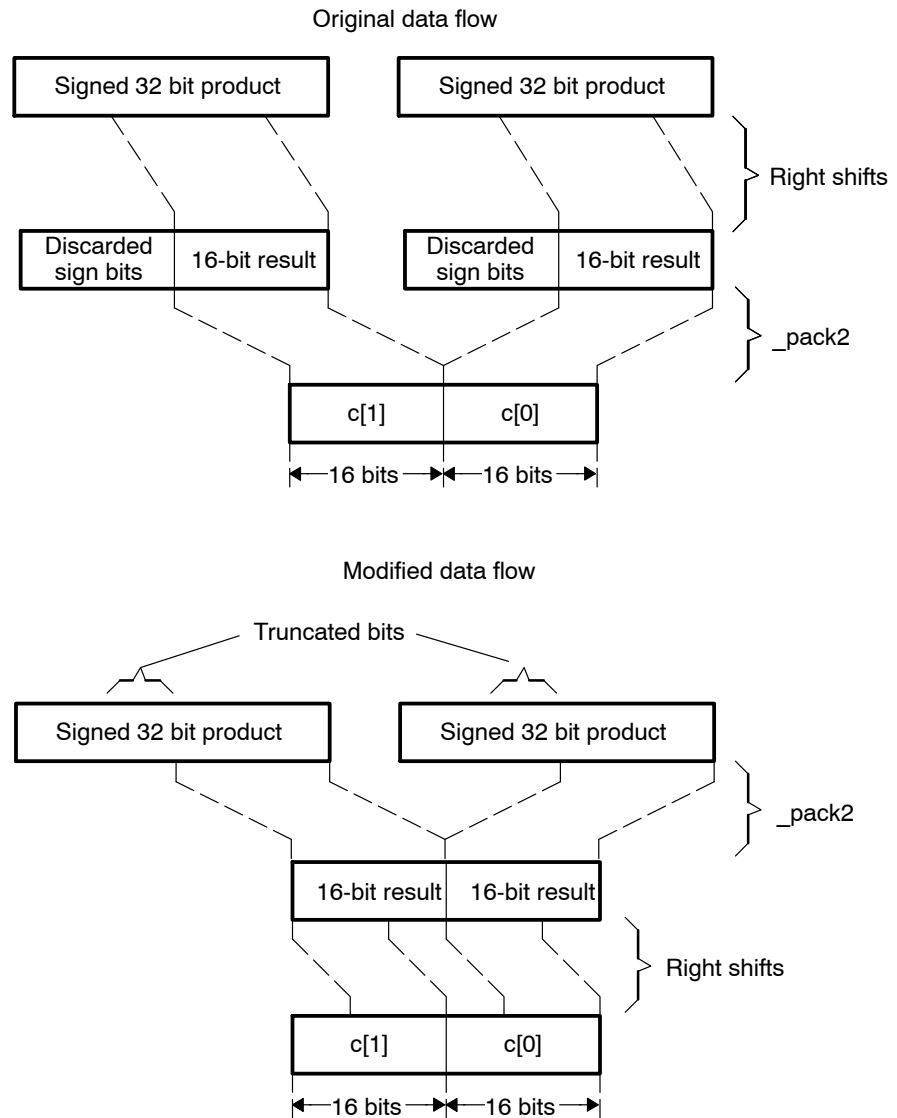 Original data flow
Signed 32 bit product
Signed 32 bit product
Right shifts
Discarded
sign bits
16-bit result
Discarded
sign bits
16-bit result
_pack2
c[1]
c[0]
16 bits
16 bits
Modified data flow
Truncated bits
Signed 32 bit product
Signed 32 bit product
_pack2
16-bit result
16-bit result
Right shifts
c[1]
c[0]
16 bits
16 bits